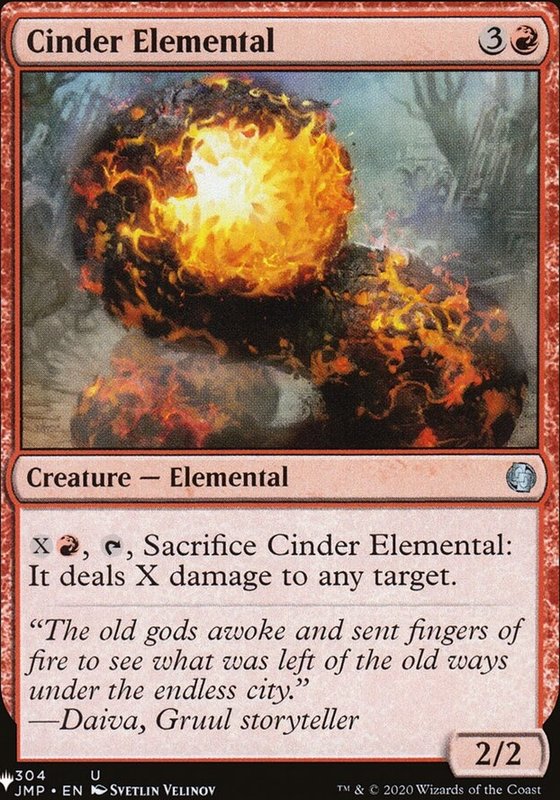 Cinder Elemental 3
Creature — Elemental
X, , Sacrifice Cinder Elemental:
It deals X damage to any target.
“The old gods awoke and sent fingers of
fire to see what was left of the old ways
under the endless city.”
—Daiva, Gruul storyteller
2/2
304 U
JMP • EN Svetlin Velinov ™ & © 2020 Wizards of the Coast